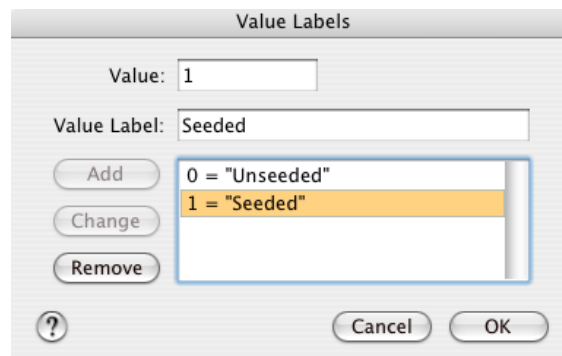 Value Labels
Value: 1
Value Label: Seeded
Add
0 = "Unseeded"
1 = "Seeded"
Change
Remove
?
Cancel
OK